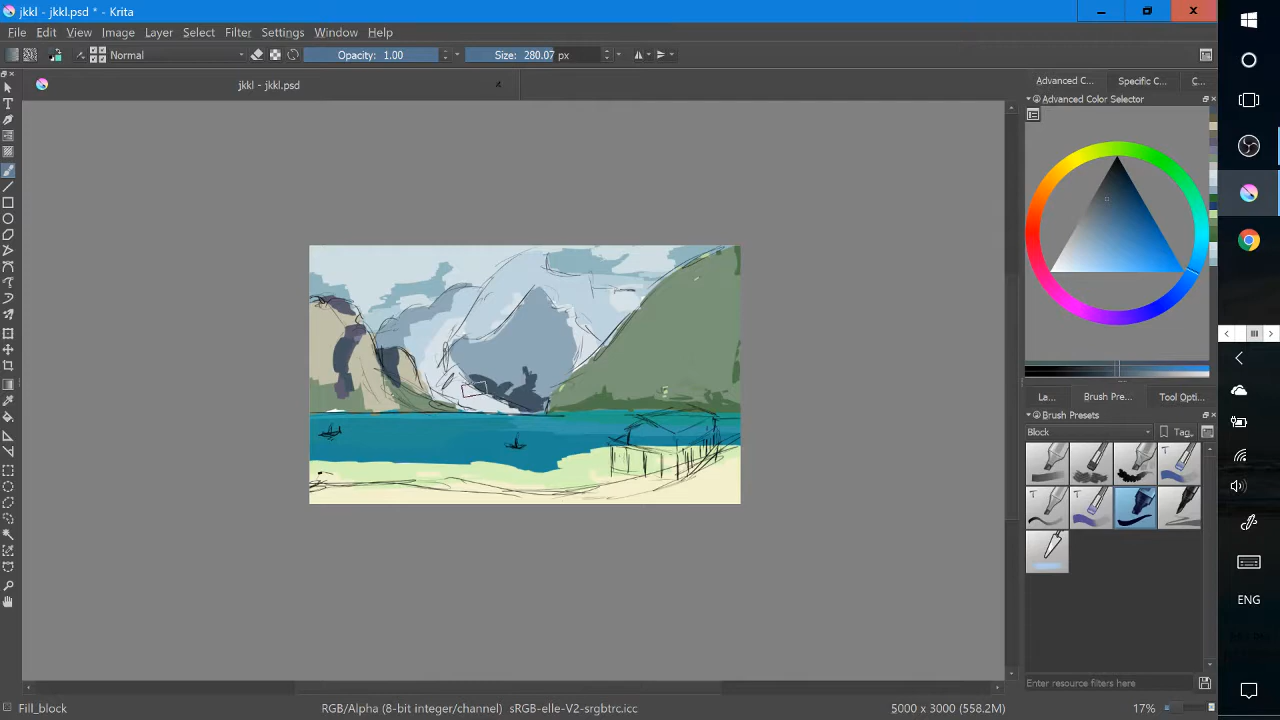 jkkl - jkkl.psd * - Krita
File Edit View Image Layer Select Filter Settings Window Help
Normal
Opacity: 1.00
Size: 280.07 px
jkkl - jkkl.psd
Advanced C... Specific C... C...
Advanced Color Selector
La... Brush Pre... Tool Opti...
Brush Presets
Block Tag
Enter resource filters here
ENG
Fill_block RGB/Alpha (8-bit integer/channel) sRGB-elle-V2-srgbtrc.icc 5000 x 3000 (558.2M) 17%